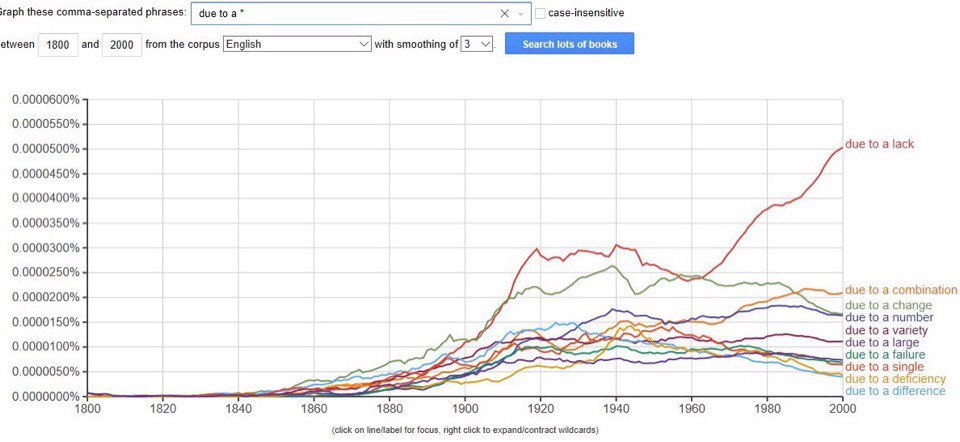 Graph these comma-separated phrases: due to a * case-insensitive
etween 1800 and 2000 from the corpus English with smoothing of 3. Search lots of books
0.0000600%
0.0000550%
0.0000500%
0.0000450%
0.0000400%
0.0000350%
0.0000300%
0.0000250%
0.0000200%
0.0000150%
0.0000100%
0.0000050%
0.0000000%
1800 1820 1840 1860 1880 1900 1920 1940 1960 1980 2000
due to a lack
due to a combination
due to a change
due to a number
due to a variety
due to a large
due to a failure
due to a single
due to a deficiency
due to a difference
(click on line/label for focus, right click to expand/contract wildcards)